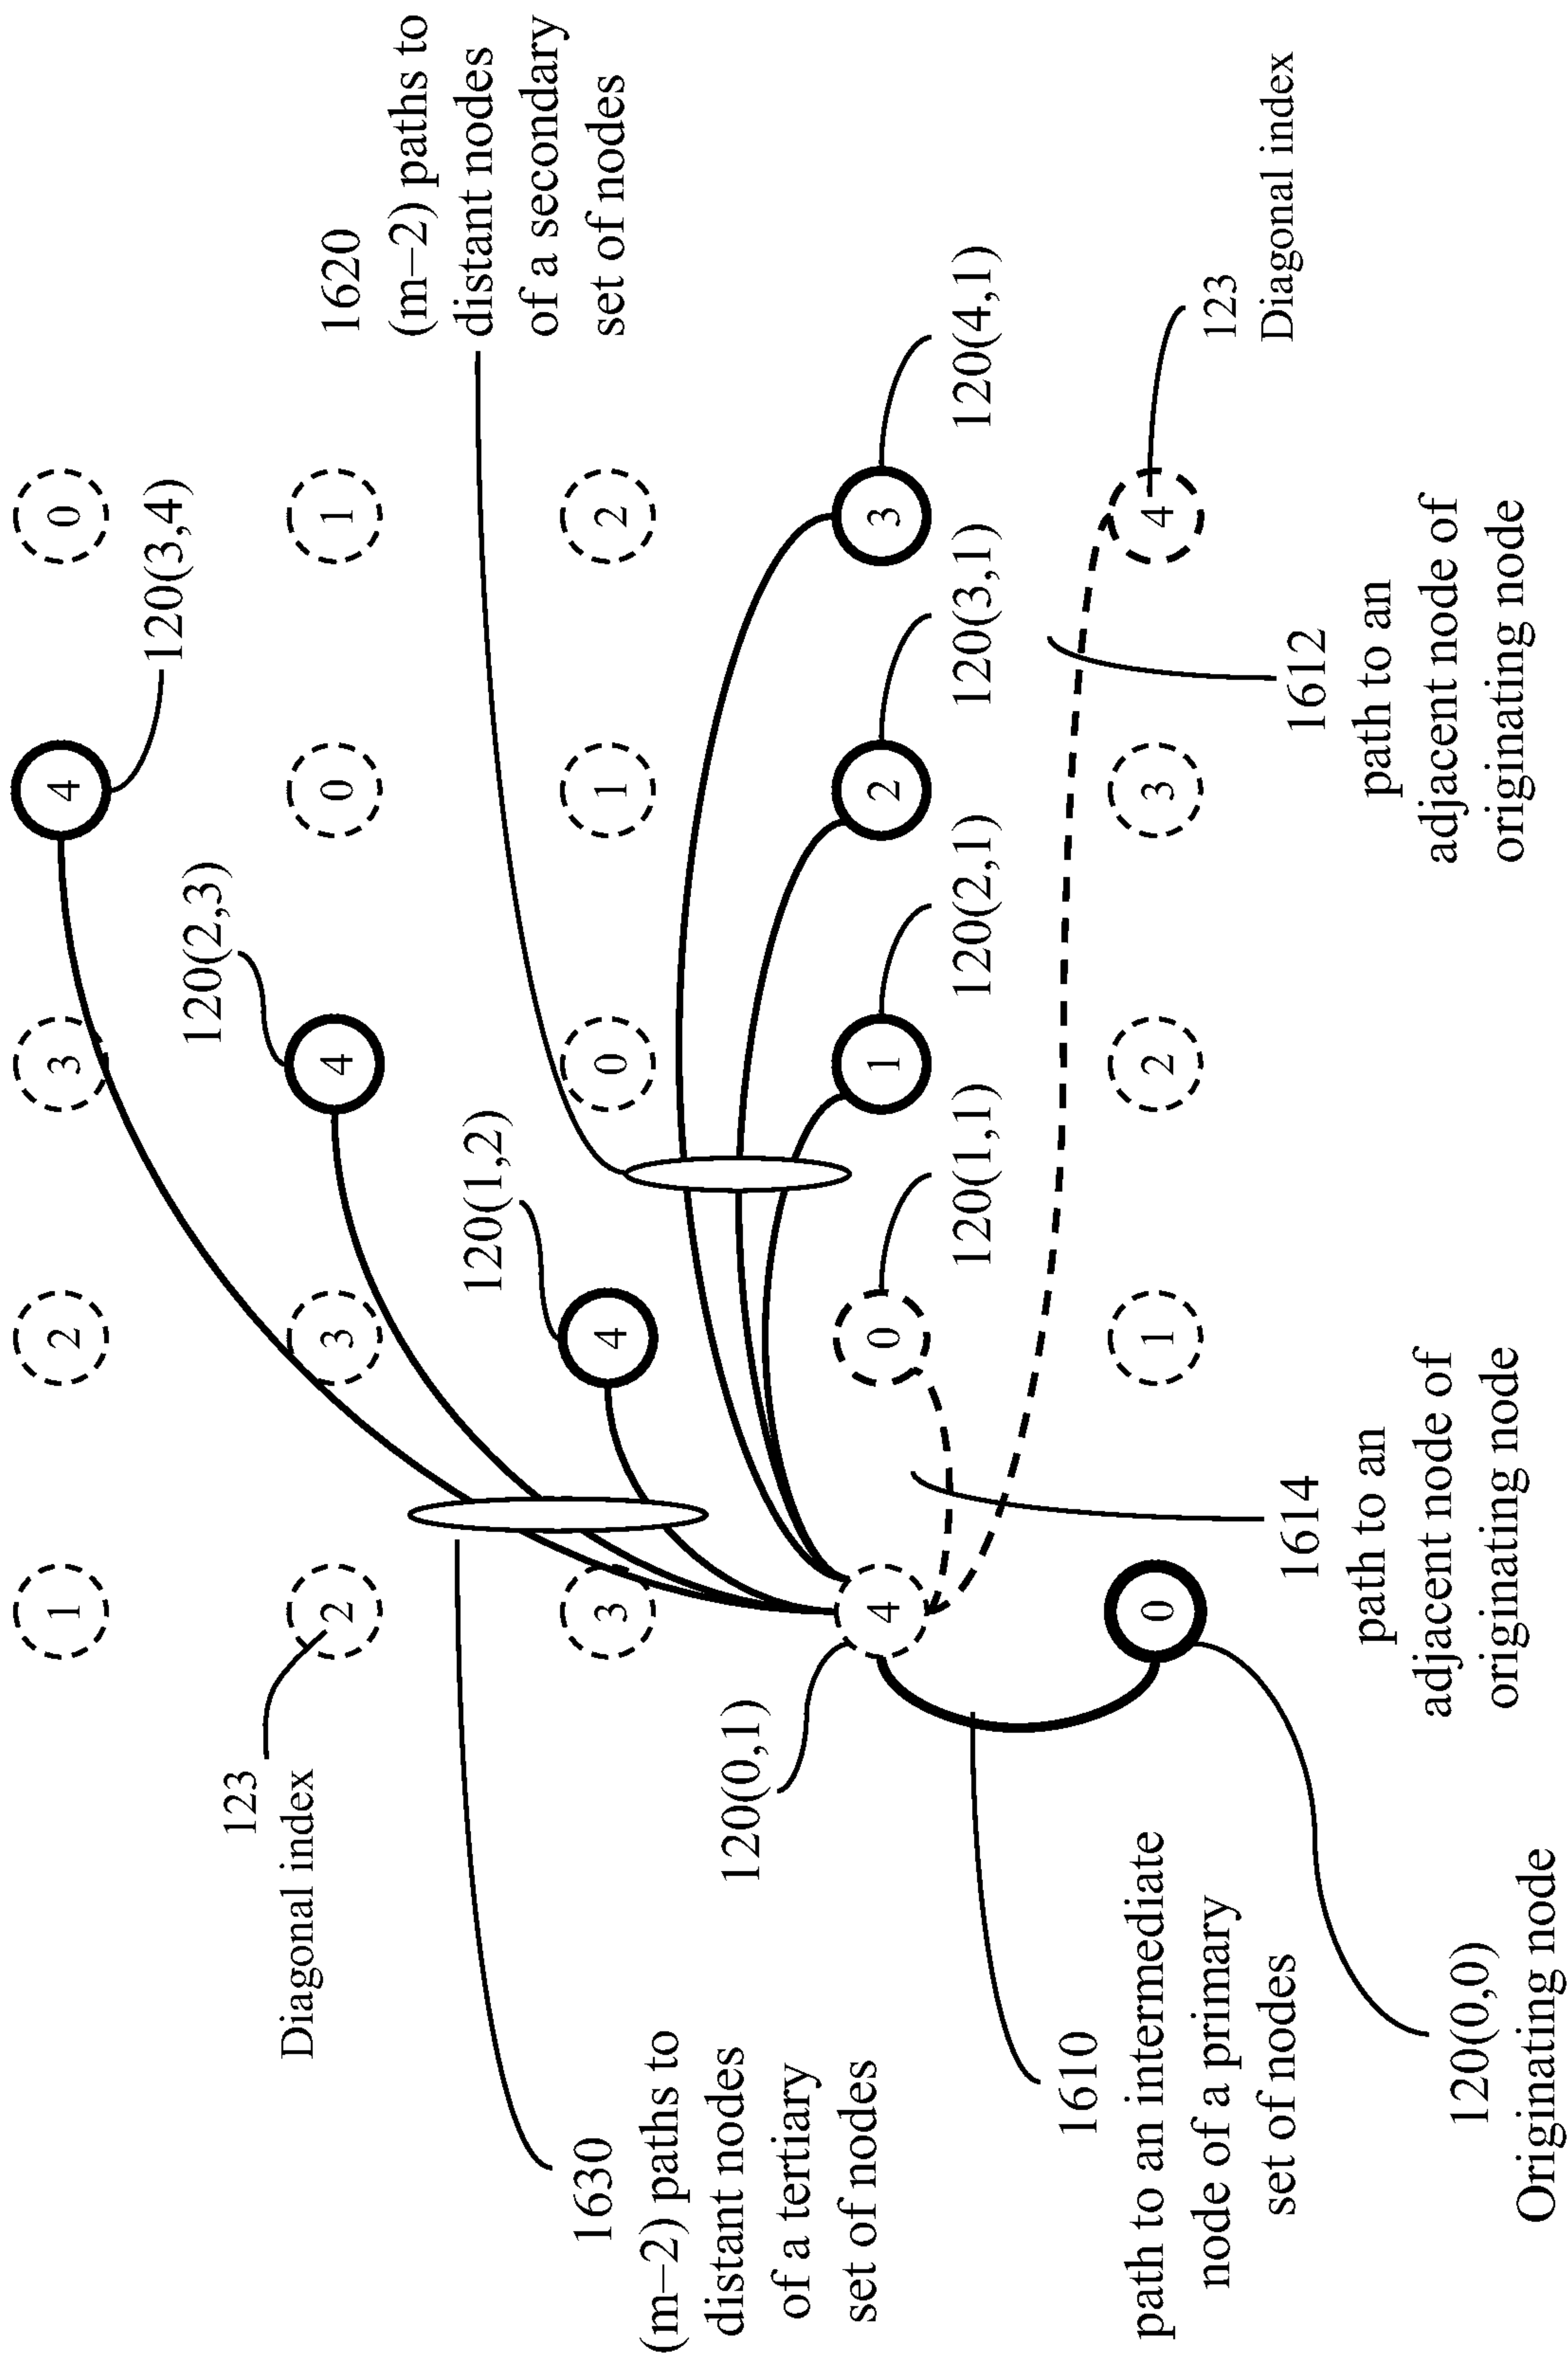 1
2
3
4
0
120(3,4)
123
Diagonal index
2
3
4
0
1
120(2,3)
1620
(m−2) paths to
distant nodes
of a secondary
set of nodes
1630
(m−2) paths to
distant nodes
of a tertiary
set of nodes
120(1,2)
3
4
0
1
2
120(0,1)
4
0
1
2
3
120(1,1)
120(2,1)
120(3,1)
120(4,1)
1610
path to an intermediate
node of a primary
set of nodes
0
1
2
3
4
123
Diagonal index
1614
path to an
adjacent node of
originating node
1612
path to an
adjacent node of
originating node
120(0,0)
Originating node